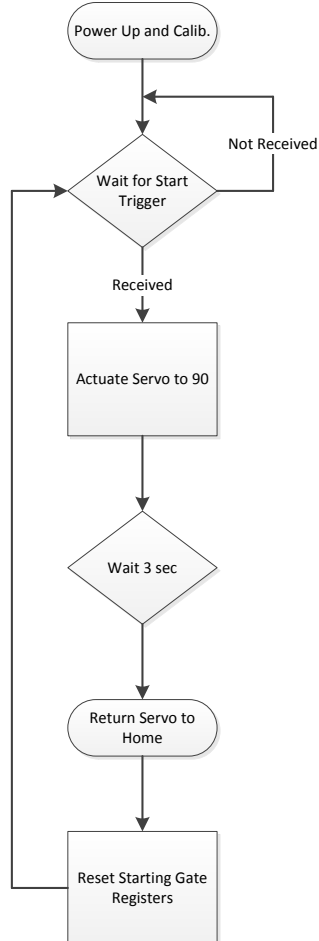 Power Up and Calib.
Not Received
Wait for Start
Trigger
Received
Actuate Servo to 90
Wait 3 sec
Return Servo to
Home
Reset Starting Gate
Registers